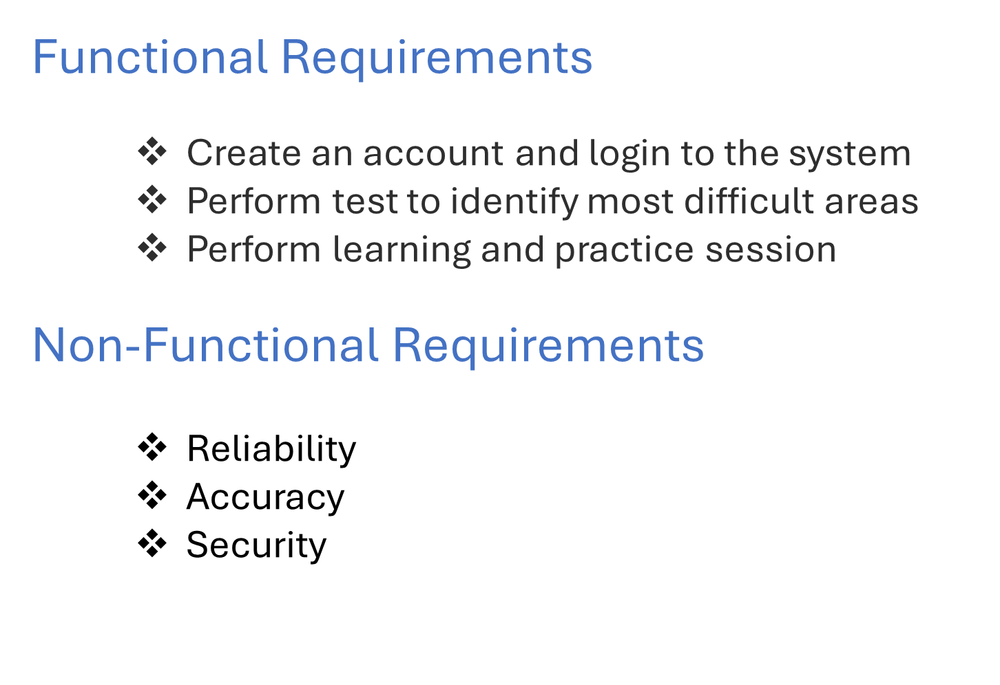 Functional Requirements
❖ Create an account and login to the system
❖ Perform test to identify most difficult areas
❖ Perform learning and practice session
Non-Functional Requirements
❖ Reliability
❖ Accuracy
❖ Security